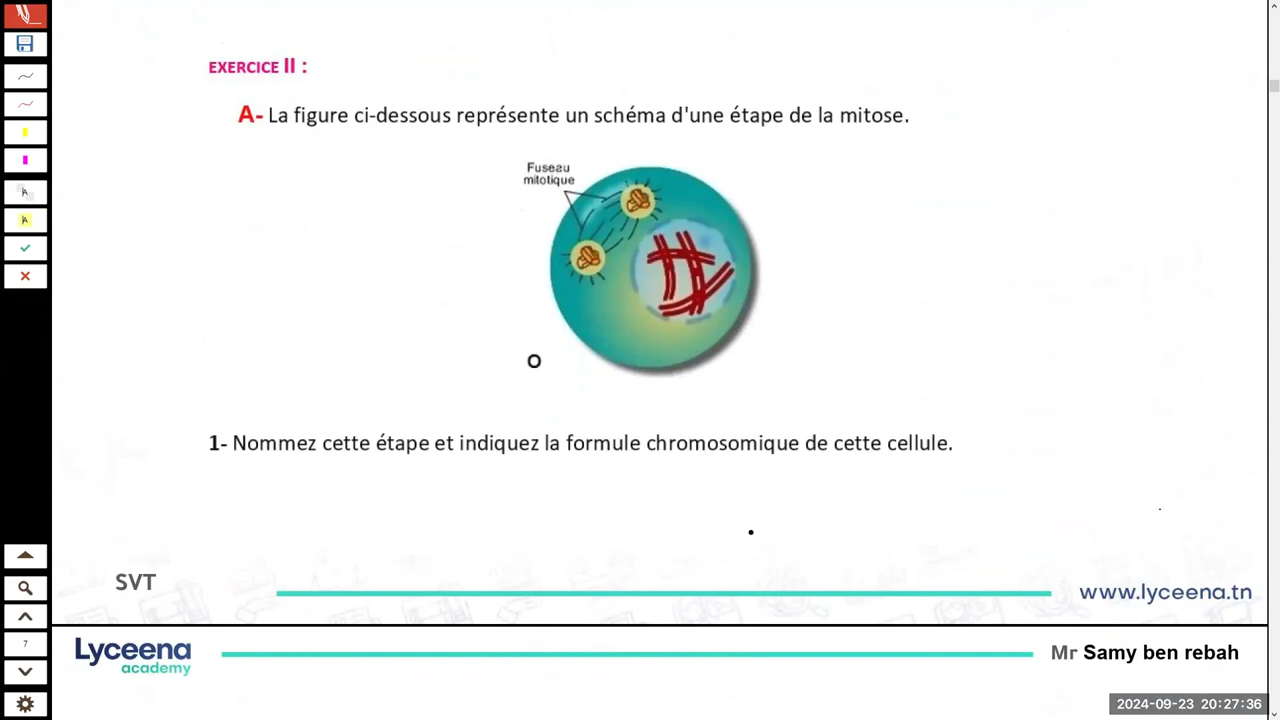 EXERCICE II :
A- La figure ci-dessous représente un schéma d'une étape de la mitose.
Fuseau
mitotique
O
1- Nommez cette étape et indiquez la formule chromosomique de cette cellule.
SVT
www.lyceena.tn
Lyceena
academy
Mr Samy ben rebah
7
2024-09-23 20:27:36